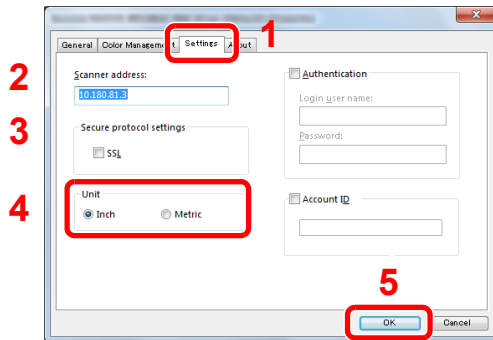 1
General Color Management Settings
2
Scanner address:
10.180.81.3
3
Secure protocol settings
SSL
4
Unit
Inch Metric
Authentication
Login user name:
Password:
Account ID
5
OK Cancel